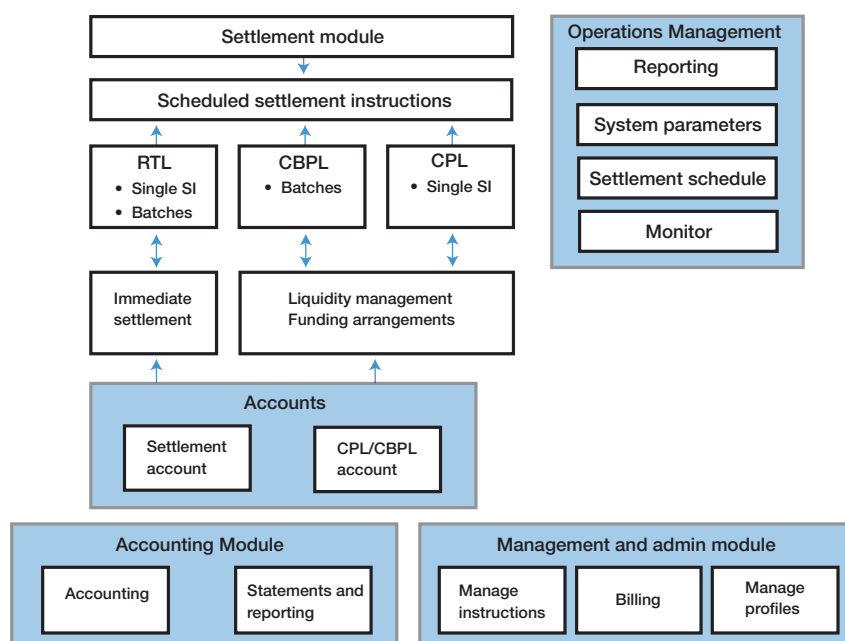 Settlement module
Scheduled settlement instructions
RTL
• Single SI
• Batches
CBPL
• Batches
CPL
• Single SI
Immediate
settlement
Liquidity management
Funding arrangements
Accounts
Settlement
account
CPL/CBPL
account
Operations Management
Reporting
System parameters
Settlement schedule
Monitor
Accounting Module
Accounting
Statements and
reporting
Management and admin module
Manage
instructions
Billing
Manage
profiles